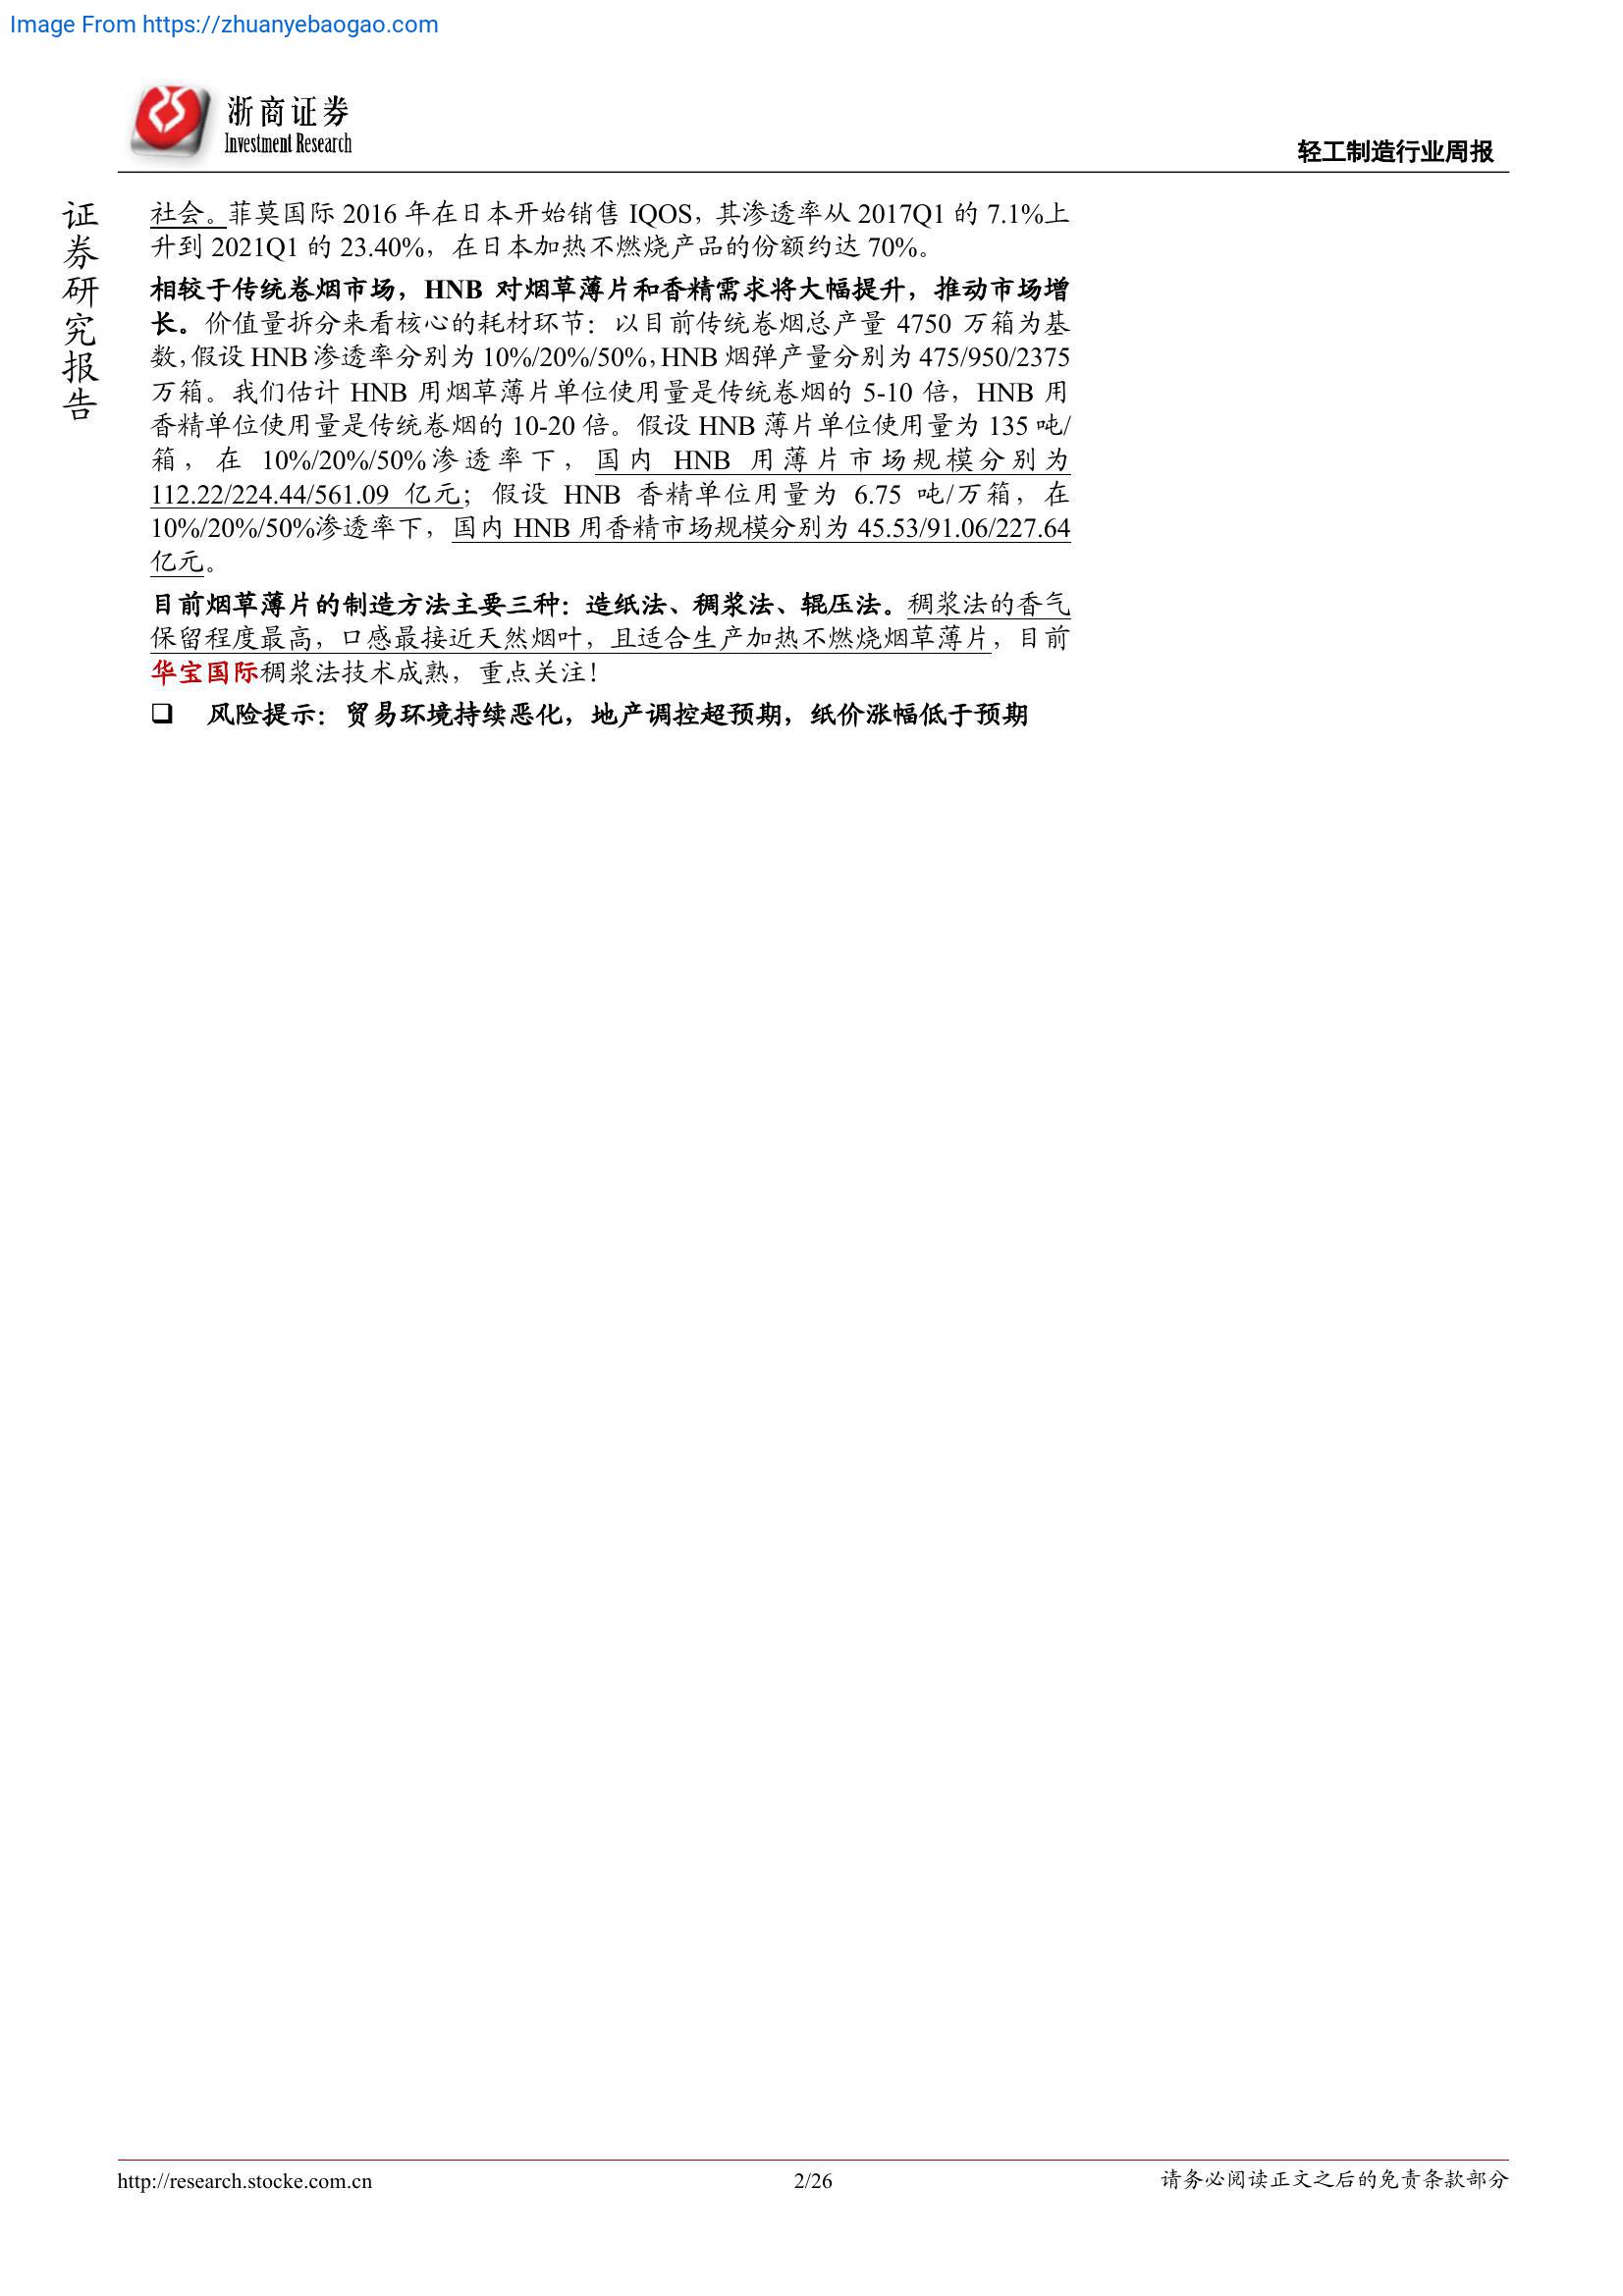 Image From https://zhuanyebaogao.com
浙商证券
Investment Research
轻工制造行业周报
证
券
研
究
报
告
社会。菲莫国际 2016 年在日本开始销售 IQOS，其渗透率从 2017Q1 的 7.1%上
升到 2021Q1 的 23.40%，在日本加热不燃烧产品的份额约达 70%。
相较于传统卷烟市场，HNB 对烟草薄片和香精需求将大幅提升，推动市场增
长。价值量拆分来看核心的耗材环节：以目前传统卷烟总产量 4750 万箱为基
数，假设 HNB 渗透率分别为 10%/20%/50%，HNB 烟弹产量分别为 475/950/2375
万箱。我们估计 HNB 用烟草薄片单位使用量是传统卷烟的 5-10 倍，HNB 用
香精单位使用量是传统卷烟的 10-20 倍。假设 HNB 薄片单位使用量为 135 吨/
箱，在 10%/20%/50%渗透率下，国内 HNB 用薄片市场规模分别为
112.22/224.44/561.09 亿元；假设 HNB 香精单位用量为 6.75 吨/万箱，在
10%/20%/50%渗透率下，国内 HNB 用香精市场规模分别为 45.53/91.06/227.64
亿元。
目前烟草薄片的制造方法主要三种：造纸法、稠浆法、辊压法。稠浆法的香气
保留程度最高，口感最接近天然烟叶，且适合生产加热不燃烧烟草薄片，目前
华宝国际稠浆法技术成熟，重点关注！
❑ 风险提示：贸易环境持续恶化，地产调控超预期，纸价涨幅低于预期
http://research.stocke.com.cn
2/26
请务必阅读正文之后的免责条款部分